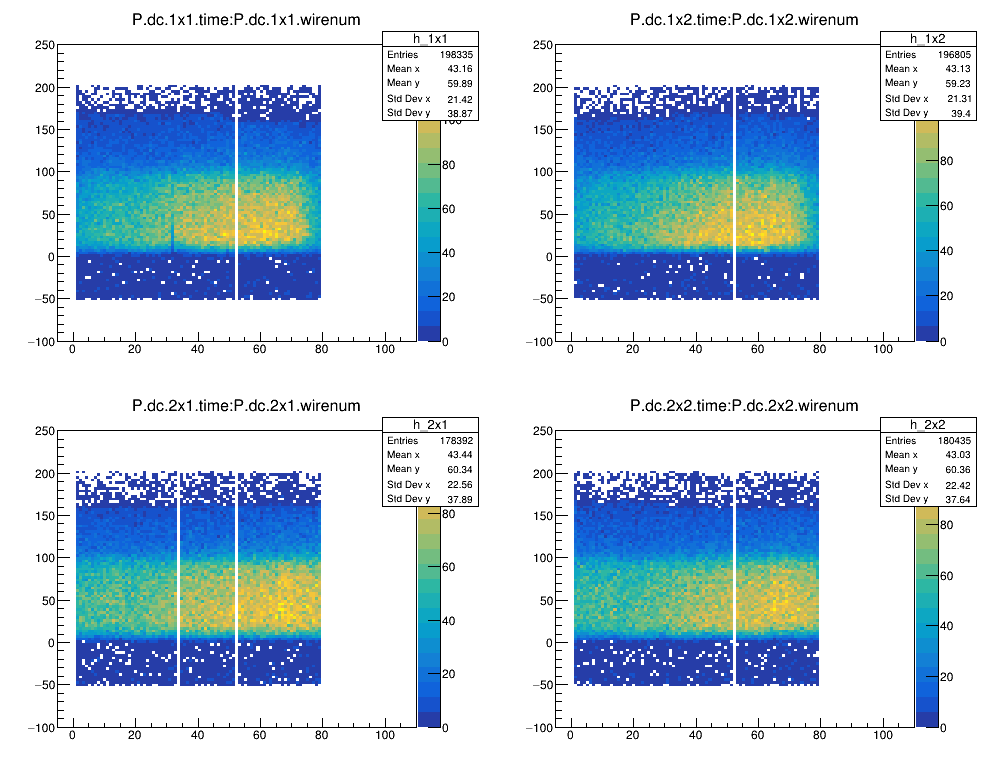 P.dc.1x1.time:P.dc.1x1.wirenum
h_1x1
Entries 198335
Mean x 43.16
Mean y 59.89
Std Dev x 21.42
Std Dev y 38.87
250
200
150
100
50
0
−50
−100
0 20 40 60 80 100
100
80
60
40
20
0
P.dc.1x2.time:P.dc.1x2.wirenum
h_1x2
Entries 196805
Mean x 43.13
Mean y 59.23
Std Dev x 21.31
Std Dev y 39.4
250
200
150
100
50
0
−50
−100
0 20 40 60 80 100
80
60
40
20
0
P.dc.2x1.time:P.dc.2x1.wirenum
h_2x1
Entries 178392
Mean x 43.44
Mean y 60.34
Std Dev x 22.56
Std Dev y 37.89
250
200
150
100
50
0
−50
−100
0 20 40 60 80 100
80
60
40
20
0
P.dc.2x2.time:P.dc.2x2.wirenum
h_2x2
Entries 180435
Mean x 43.03
Mean y 60.36
Std Dev x 22.42
Std Dev y 37.64
250
200
150
100
50
0
−50
−100
0 20 40 60 80 100
80
60
40
20
0